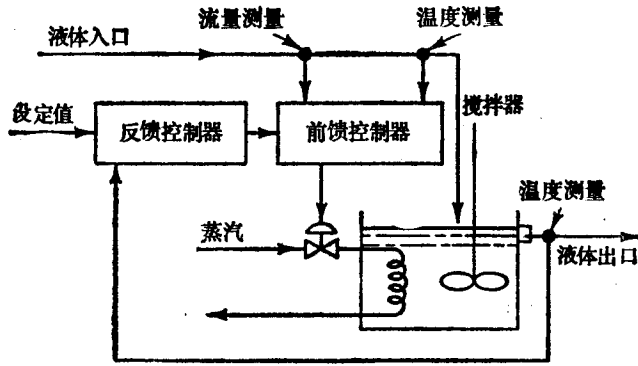 流量测量
温度测量
液体入口
设定值
反馈控制器
前馈控制器
搅拌器
温度测量
蒸汽
液体出口